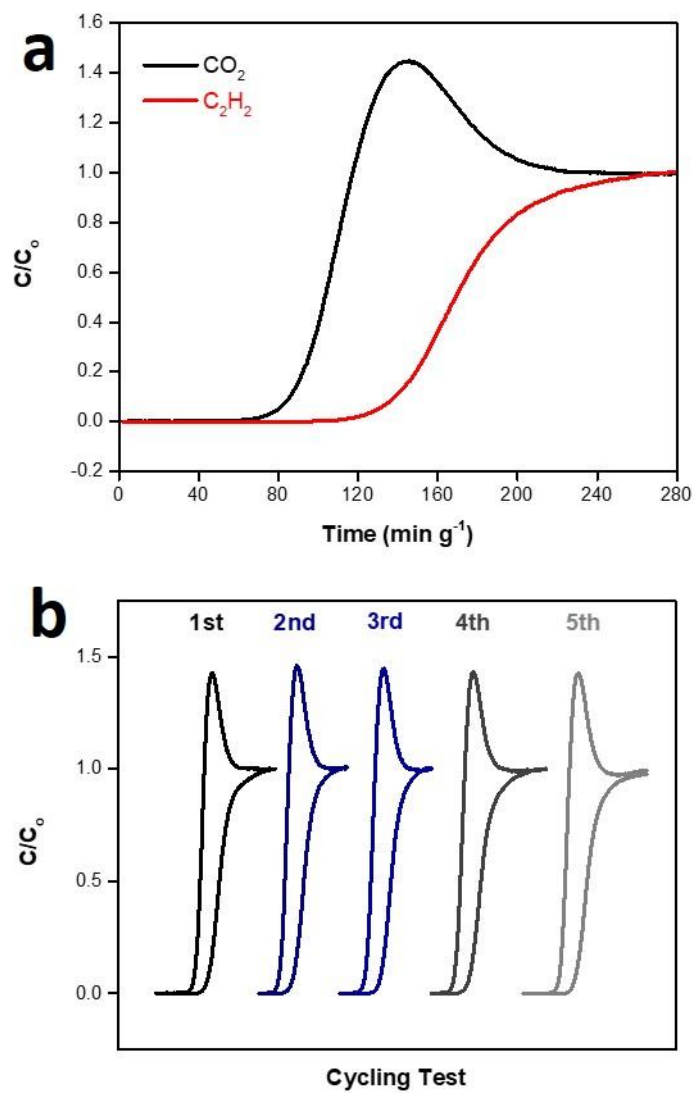 a
1.6
1.4
1.2
1.0
0.8
0.6
0.4
0.2
0.0
-0.2
CO₂
C₂H₂
C/Cₒ
0 40 80 120 160 200 240 280
Time (min g⁻¹)
b
1st 2nd 3rd 4th 5th
1.5
1.0
0.5
0.0
C/Cₒ
Cycling Test